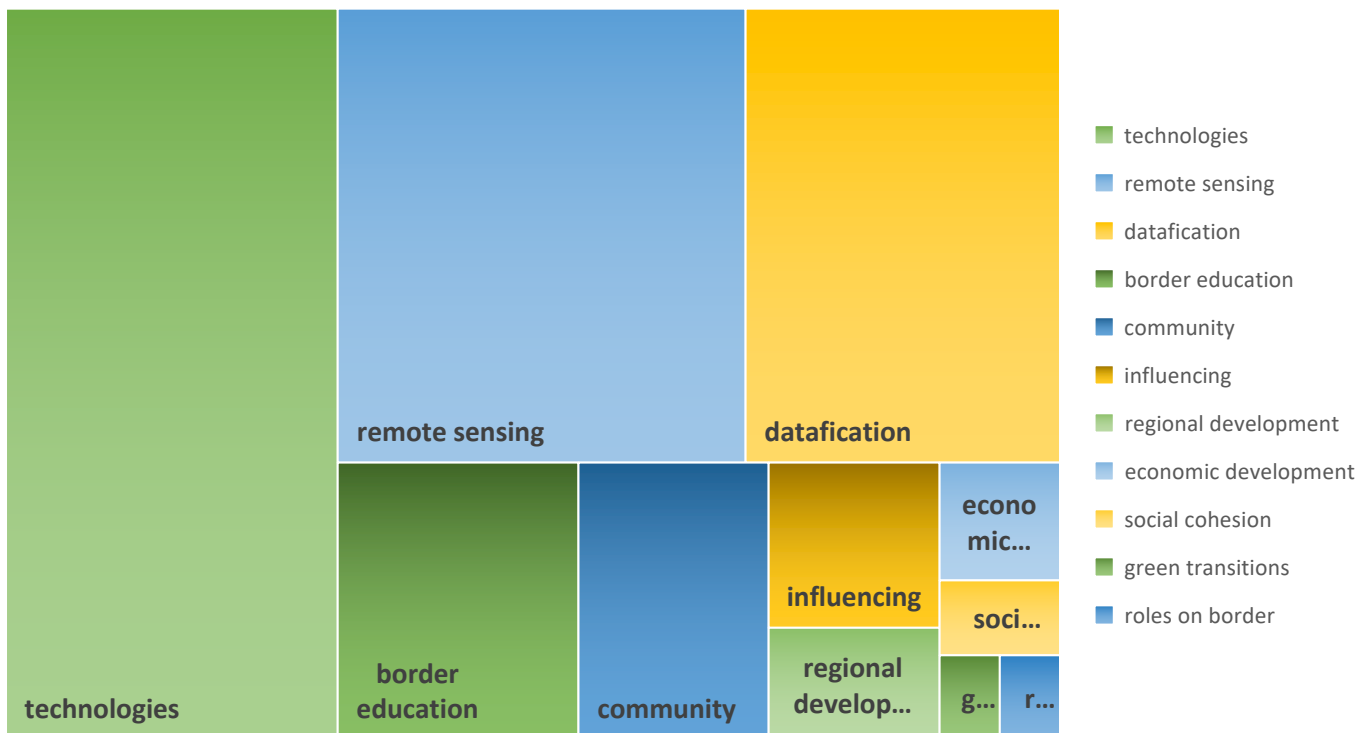 technologies
remote sensing
datafication
border
education
community
influencing
regional
develop...
econo
mic...
soci...
g...
r...
technologies
remote sensing
datafication
border education
community
influencing
regional development
economic development
social cohesion
green transitions
roles on border